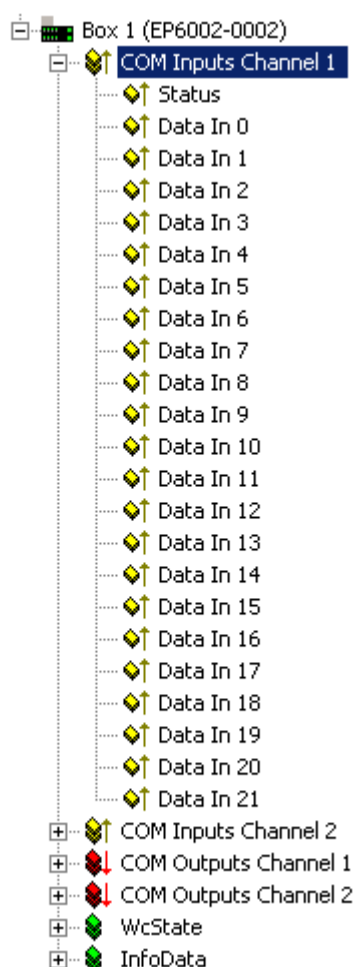 Box 1 (EP6002-0002)
COM Inputs Channel 1
Status
Data In 0
Data In 1
Data In 2
Data In 3
Data In 4
Data In 5
Data In 6
Data In 7
Data In 8
Data In 9
Data In 10
Data In 11
Data In 12
Data In 13
Data In 14
Data In 15
Data In 16
Data In 17
Data In 18
Data In 19
Data In 20
Data In 21
COM Inputs Channel 2
COM Outputs Channel 1
COM Outputs Channel 2
WcState
InfoData